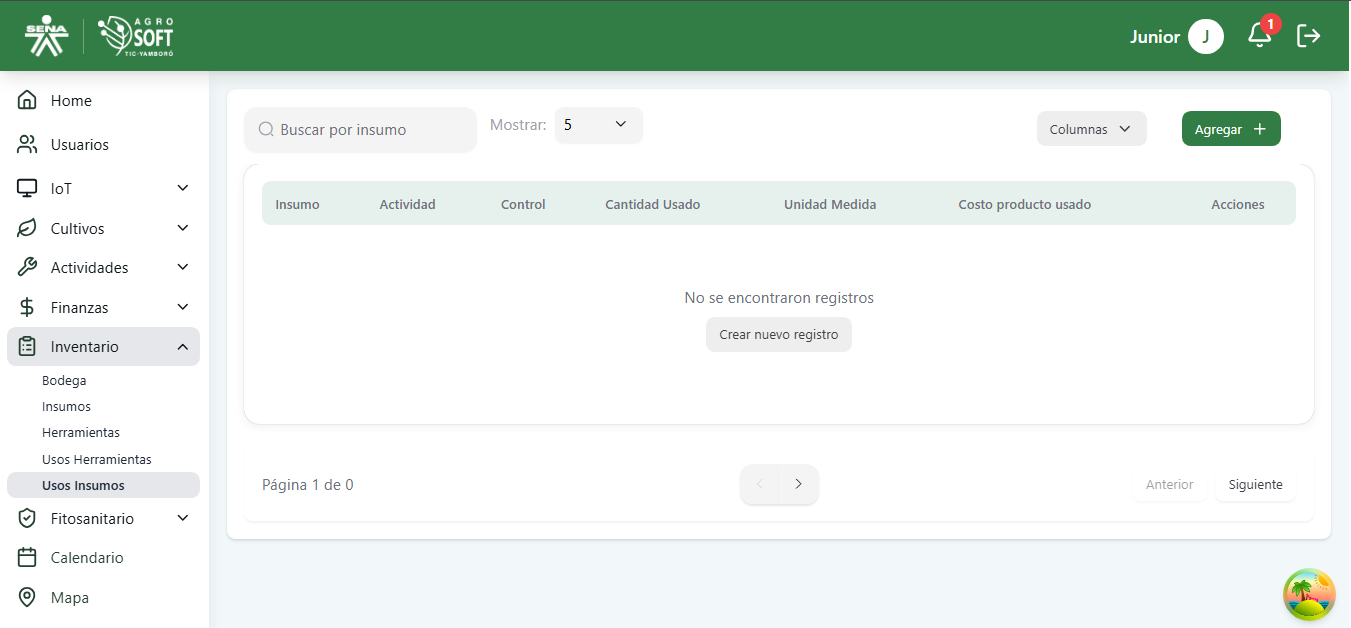 SENA
AGRO
SOFT
TIC-YAMBORÓ
Junior
J
1
Home
Usuarios
IoT
Cultivos
Actividades
Finanzas
Inventario
Bodega
Insumos
Herramientas
Usos Herramientas
Usos Insumos
Fitosanitario
Calendario
Mapa
Buscar por insumo
Mostrar: 5
Columnas
Agregar
Insumo Actividad Control Cantidad Usado Unidad Medida Costo producto usado Acciones
No se encontraron registros
Crear nuevo registro
Página 1 de 0
Anterior Siguiente